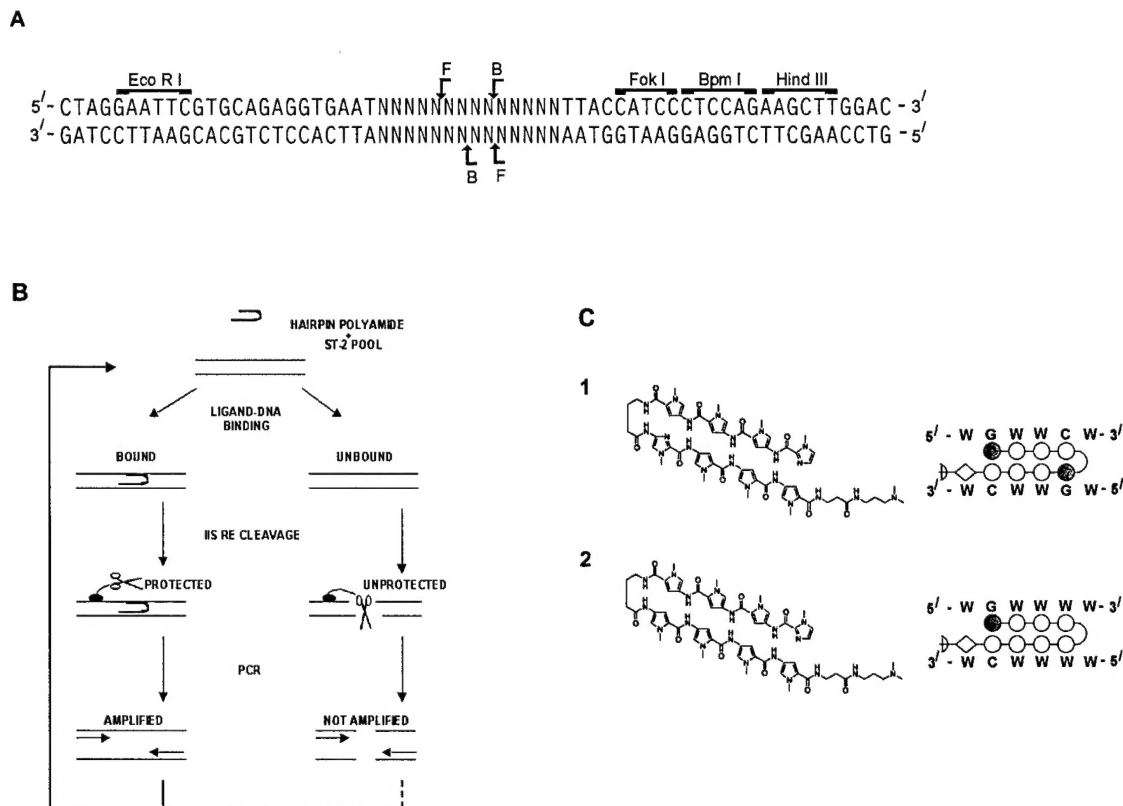 A
F B
Eco R I Fok I Bpm I Hind III
5/ - CTAGGAATTCGTGCAGAGGTGAATNNNNNNNNNNNNNNTTACCATCCCTCCAGAAGCTTGGAC - 3/
3/ - GATCCTTAAGCACGTCTCCACTTANNNNNNNNNNNNNNAATGGTAAGGAGGTCTTCGAACCTG - 5/
B F
B
HAIRPIN POLYAMIDE
+
ST-2 POOL
LIGAND-DNA
BINDING
BOUND UNBOUND
IIS RE CLEAVAGE
PROTECTED UNPROTECTED
PCR
AMPLIFIED NOT AMPLIFIED
C
1
5/ - W G W W C W - 3/
3/ - W C W W G W - 5/
2
5/ - W G W W W W - 3/
3/ - W C W W W W - 5/